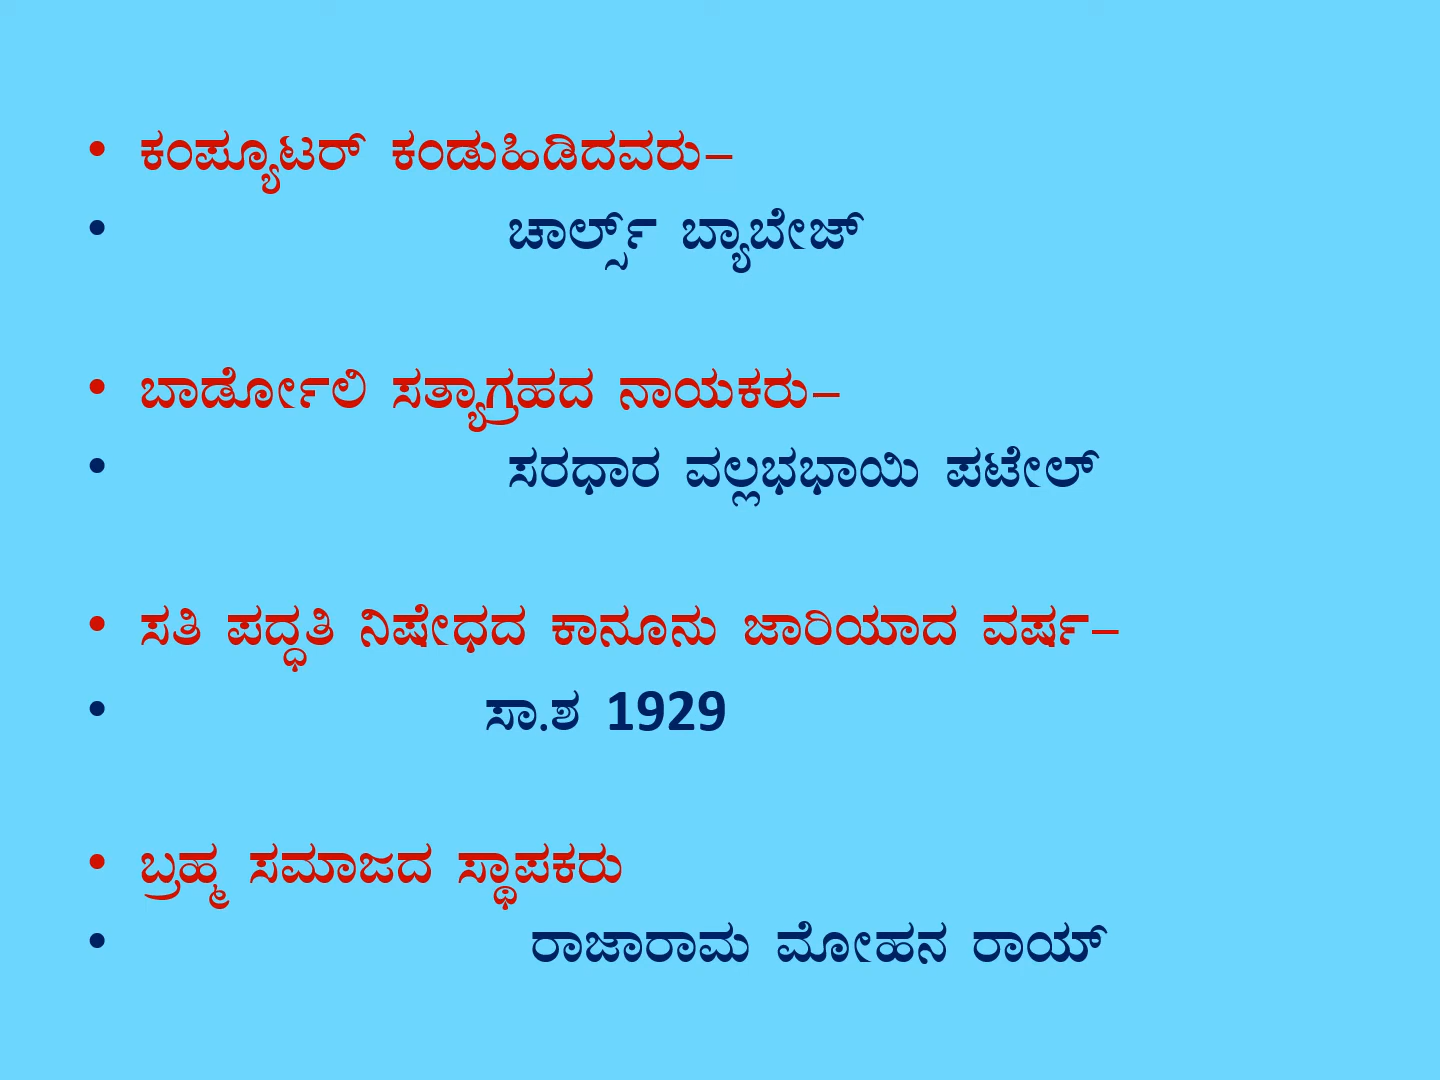 • ಕಂಪ್ಯೂಟರ್ ಕಂಡುಹಿಡಿದವರು–
• ಚಾರ್ಲ್ಸ್ ಬ್ಯಾಬೇಜ್
• ಬಾರ್ಡೋಲಿ ಸತ್ಯಾಗ್ರಹದ ನಾಯಕರು–
• ಸರಧಾರ ವಲ್ಲಭಭಾಯಿ ಪಟೇಲ್
• ಸತಿ ಪದ್ಧತಿ ನಿಷೇಧದ ಕಾನೂನು ಜಾರಿಯಾದ ವರ್ಷ–
• ಸಾ.ಶ 1929
• ಬ್ರಹ್ಮ ಸಮಾಜದ ಸ್ಥಾಪಕರು
• ರಾಜಾರಾಮ ಮೋಹನ ರಾಯ್